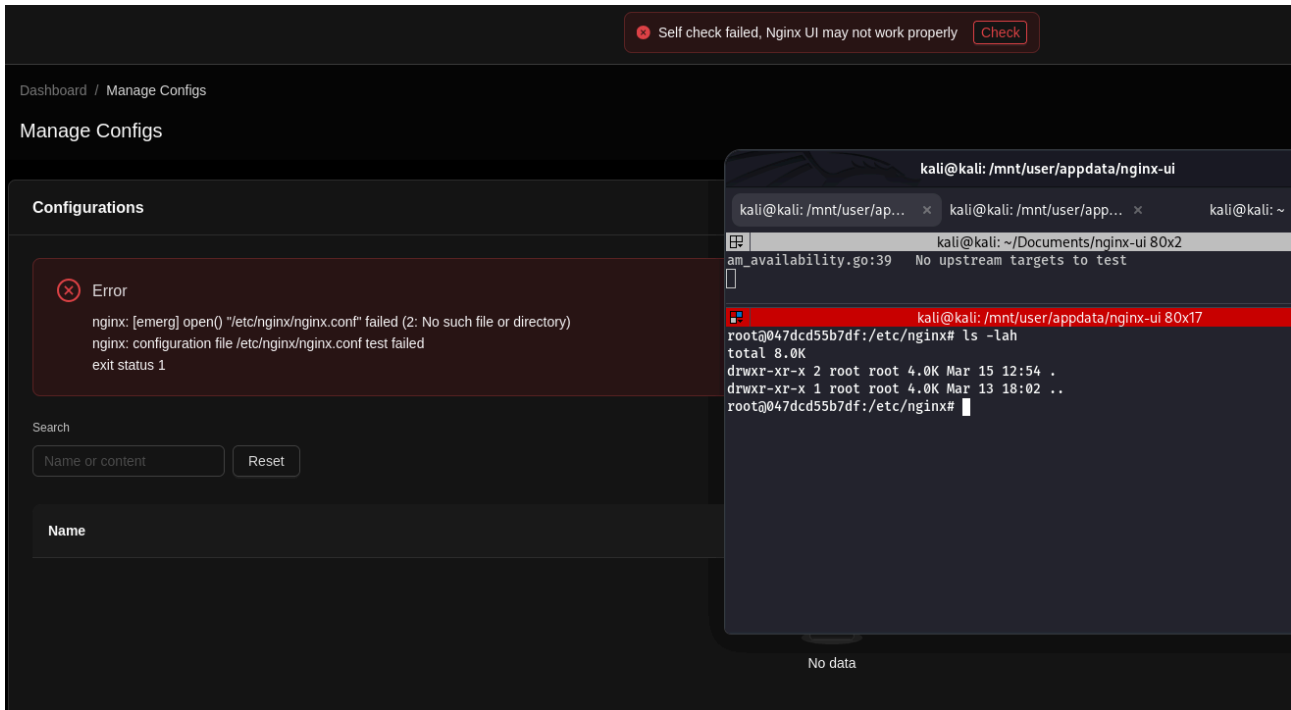 Self check failed, Nginx UI may not work properly Check
Dashboard / Manage Configs
Manage Configs
Configurations
Error
nginx: [emerg] open() "/etc/nginx/nginx.conf" failed (2: No such file or directory)
nginx: configuration file /etc/nginx/nginx.conf test failed
exit status 1
Search
Name or content Reset
Name
No data
kali@kali: /mnt/user/appdata/nginx-ui
kali@kali: /mnt/user/ap... × kali@kali: /mnt/user/app... × kali@kali: ~
kali@kali: ~/Documents/nginx-ui 80x2
am_availability.go:39 No upstream targets to test
kali@kali: /mnt/user/appdata/nginx-ui 80x17
root@047dcd55b7df:/etc/nginx# ls -lah
total 8.0K
drwxr-xr-x 2 root root 4.0K Mar 15 12:54 .
drwxr-xr-x 1 root root 4.0K Mar 13 18:02 ..
root@047dcd55b7df:/etc/nginx#